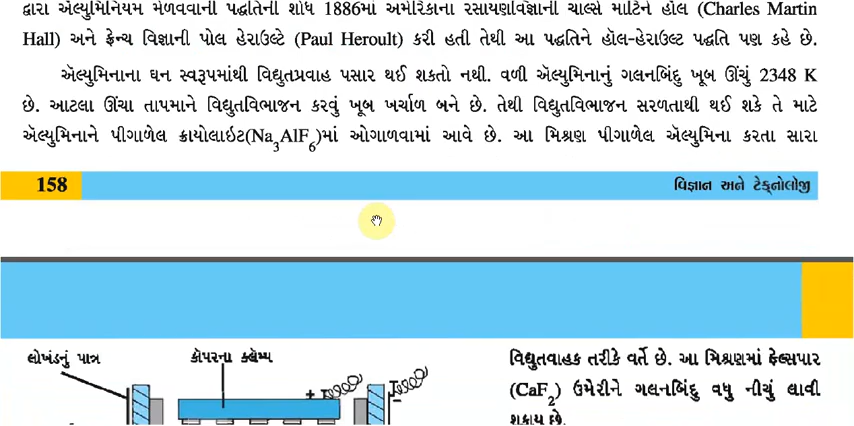 દ્વારા ઍલ્યુમિનિયમ મેળવવાની પદ્ધતિની શોધ 1886માં અમેરિકાના રસાયણવિજ્ઞાની ચાર્લ્સ માર્ટિન હૉલ (Charles Martin
Hall) અને ફ્રેન્ચ વિજ્ઞાની પોલ હેરાઉલ્ટે (Paul Heroult) કરી હતી તેથી આ પદ્ધતિને હૉલ-હેરાઉલ્ટ પદ્ધતિ પણ કહે છે.
ઍલ્યુમિનાના ઘન સ્વરૂપમાંથી વિદ્યુતપ્રવાહ પસાર થઈ શકતો નથી. વળી ઍલ્યુમિનાનું ગલનબિંદુ ખૂબ ઊંચું 2348 K
છે. આટલા ઊંચા તાપમાને વિદ્યુતવિભાજન કરવું ખૂબ ખર્ચાળ બને છે. તેથી વિદ્યુતવિભાજન સરળતાથી થઈ શકે તે માટે
ઍલ્યુમિનાને પીગાળેલ ક્રાયોલાઇટ(Na₃AlF₆)માં ઓગાળવામાં આવે છે. આ મિશ્રણ પીગાળેલ ઍલ્યુમિના કરતા સારા
158
વિજ્ઞાન અને ટેક્નોલૉજી
લોખંડનું પાત્ર
કૉપરના ક્લૅમ્પ
+
−
વિદ્યુતવાહક તરીકે વર્તે છે. આ મિશ્રણમાં ફેલ્સપાર
(CaF₂) ઉમેરીને ગલનબિંદુ વધુ નીચું લાવી
શકાય છે.